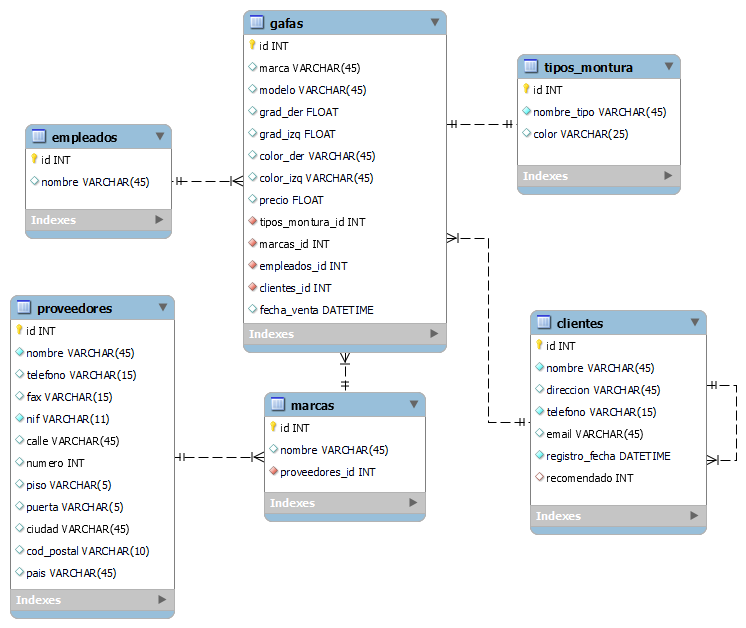 gafas
id INT
marca VARCHAR(45)
modelo VARCHAR(45)
grad_der FLOAT
grad_izq FLOAT
color_der VARCHAR(45)
color_izq VARCHAR(45)
precio FLOAT
tipos_montura_id INT
marcas_id INT
empleados_id INT
clientes_id INT
fecha_venta DATETIME
Indexes
tipos_montura
id INT
nombre_tipo VARCHAR(45)
color VARCHAR(25)
Indexes
empleados
id INT
nombre VARCHAR(45)
Indexes
proveedores
id INT
nombre VARCHAR(45)
telefono VARCHAR(15)
fax VARCHAR(15)
nif VARCHAR(11)
calle VARCHAR(45)
numero INT
piso VARCHAR(5)
puerta VARCHAR(5)
ciudad VARCHAR(45)
cod_postal VARCHAR(10)
pais VARCHAR(45)
Indexes
marcas
id INT
nombre VARCHAR(45)
proveedores_id INT
Indexes
clientes
id INT
nombre VARCHAR(45)
direccion VARCHAR(45)
telefono VARCHAR(15)
email VARCHAR(45)
registro_fecha DATETIME
recomendado INT
Indexes